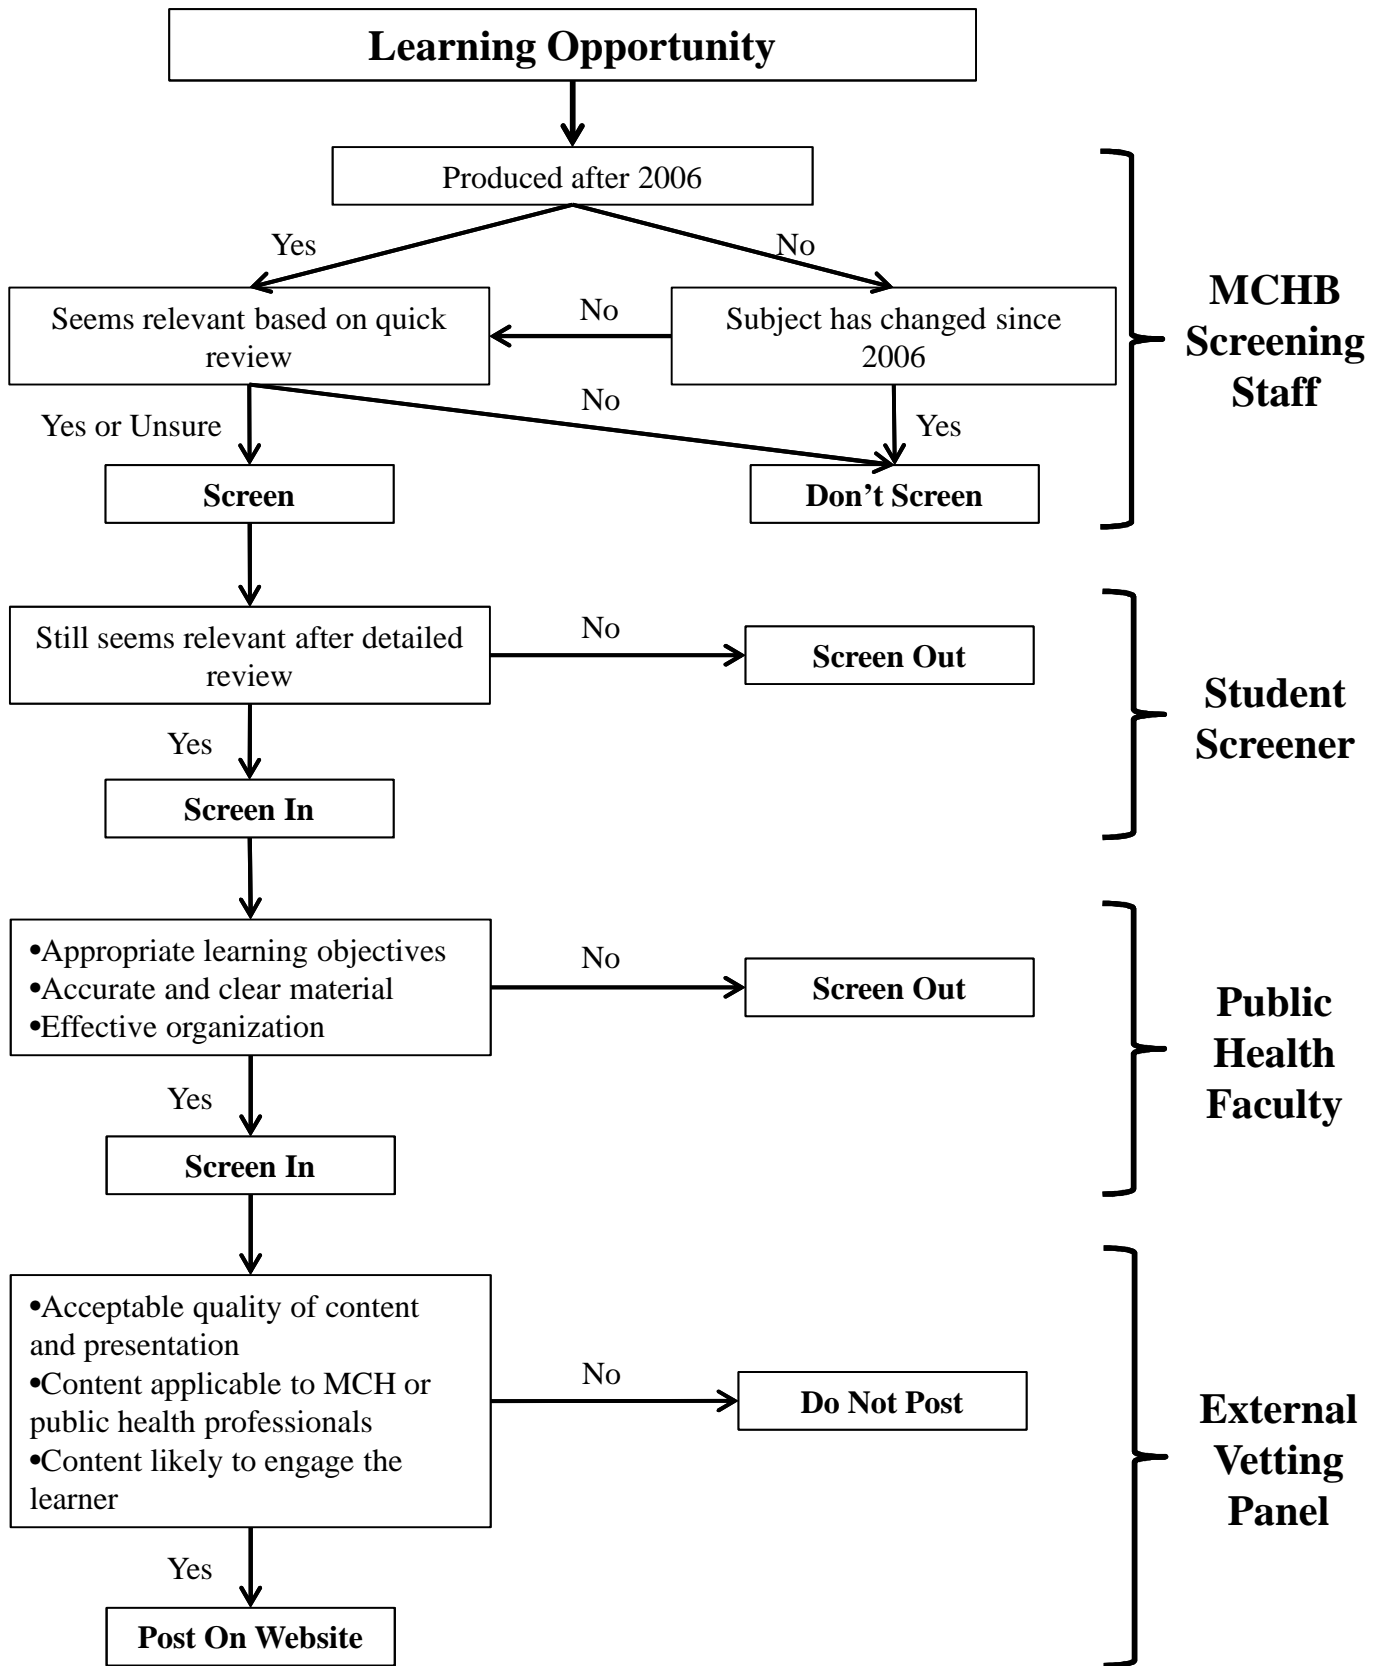 Learning Opportunity
Produced after 2006
Yes
No
Seems relevant based on quick
review
No
Subject has changed since
2006
MCHB
Screening
Staff
Yes or Unsure
No
Yes
Screen
Don’t Screen
Still seems relevant after detailed
review
No
Screen Out
Student
Screener
Yes
Screen In
•Appropriate learning objectives
•Accurate and clear material
•Effective organization
No
Screen Out
Public
Health
Faculty
Yes
Screen In
•Acceptable quality of content
and presentation
•Content applicable to MCH or
public health professionals
•Content likely to engage the
learner
No
Do Not Post
External
Vetting
Panel
Yes
Post On Website